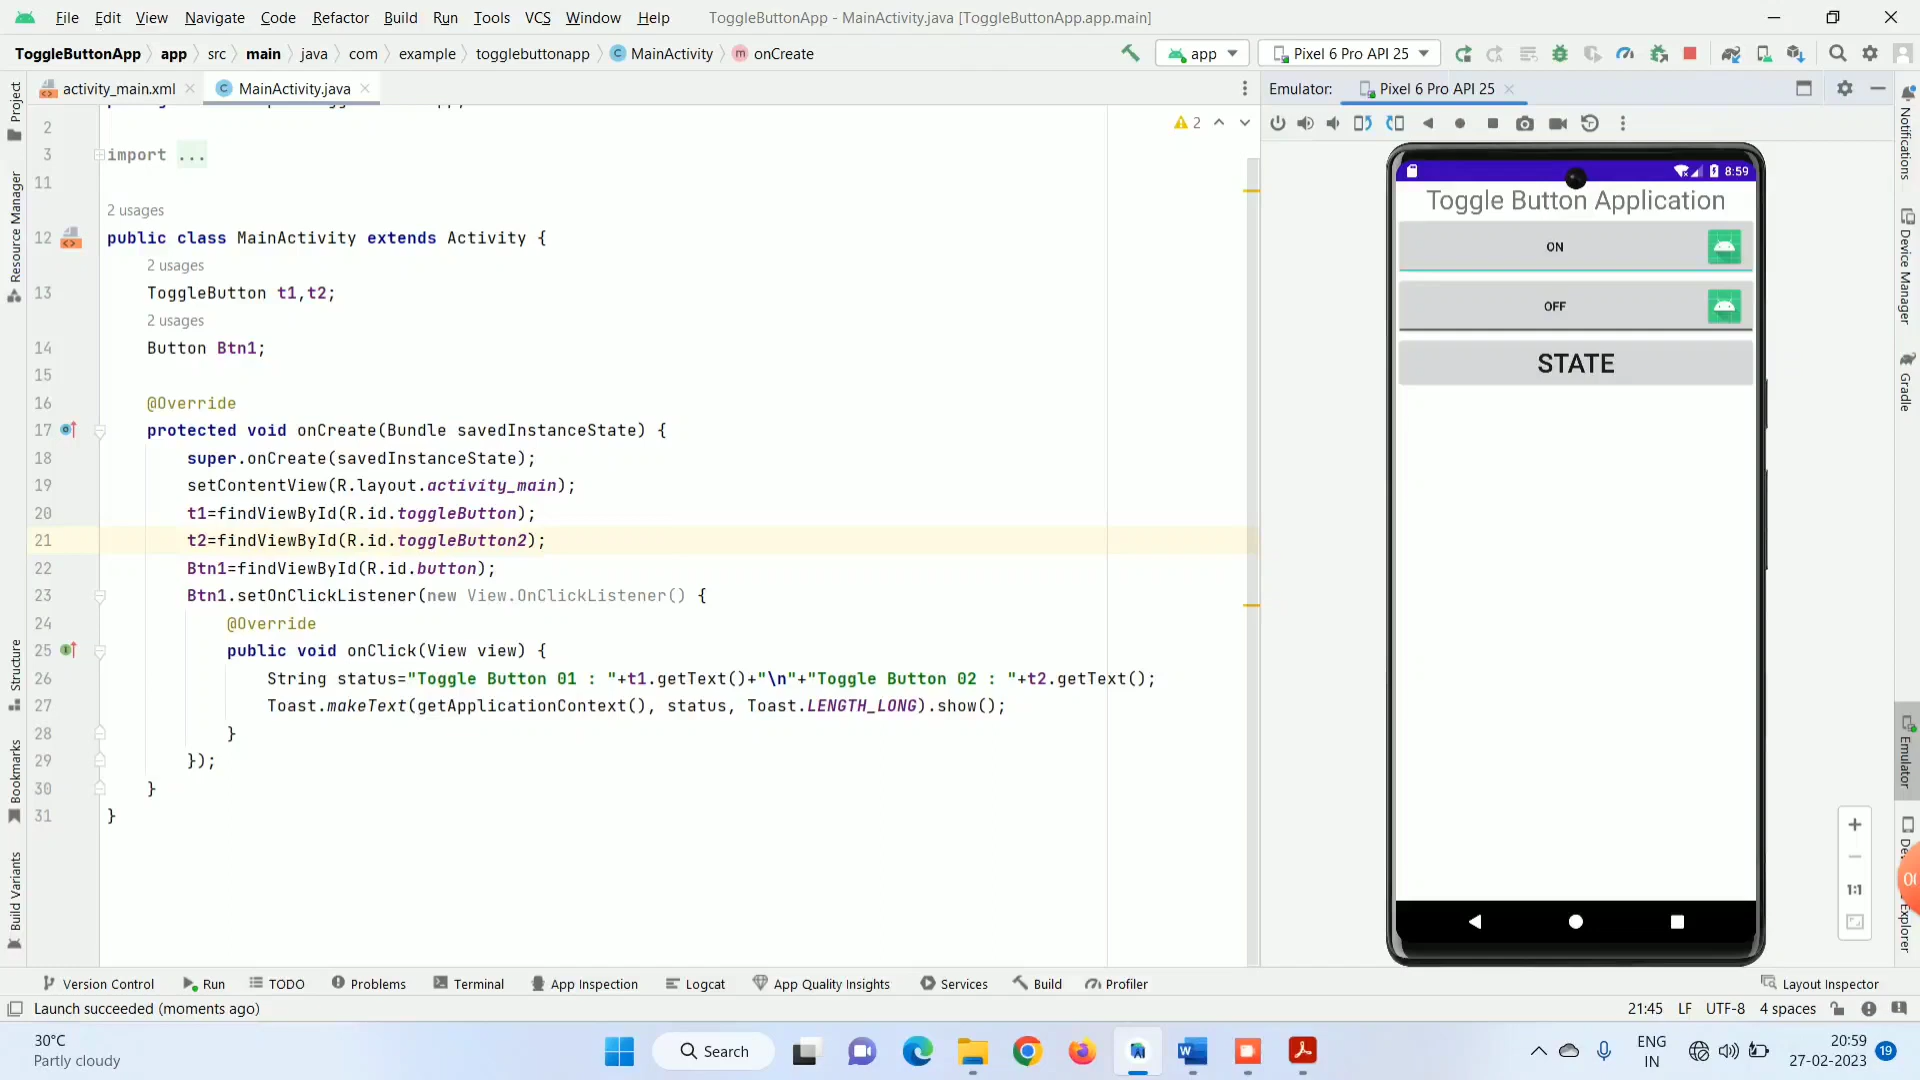 File Edit View Navigate Code Refactor Build Run Tools VCS Window Help ToggleButtonApp - MainActivity.java [ToggleButtonApp.app.main]
ToggleButtonApp app src main java com example togglebuttonapp MainActivity onCreate app Pixel 6 Pro API 25
activity_main.xml MainActivity.java Emulator: Pixel 6 Pro API 25
2
3 import ...
11
2 usages
12 public class MainActivity extends Activity {
2 usages
13 ToggleButton t1,t2;
2 usages
14 Button Btn1;
15
16 @Override
17 protected void onCreate(Bundle savedInstanceState) {
18 super.onCreate(savedInstanceState);
19 setContentView(R.layout.activity_main);
20 t1=findViewById(R.id.toggleButton);
21 t2=findViewById(R.id.toggleButton2);
22 Btn1=findViewById(R.id.button);
23 Btn1.setOnClickListener(new View.OnClickListener() {
24 @Override
25 public void onClick(View view) {
26 String status="Toggle Button 01 : "+t1.getText()+"\n"+"Toggle Button 02 : "+t2.getText();
27 Toast.makeText(getApplicationContext(), status, Toast.LENGTH_LONG).show();
28 }
29 });
30 }
31 }
2
8:59
Toggle Button Application
ON
OFF
STATE
1:1
Project
Resource Manager
Structure
Bookmarks
Build Variants
Notifications
Device Manager
Gradle
Emulator
Explorer
Version Control Run TODO Problems Terminal App Inspection Logcat App Quality Insights Services Build Profiler Layout Inspector
Launch succeeded (moments ago) 21:45 LF UTF-8 4 spaces
30°C
Partly cloudy
Search
ENG
IN
20:59
27-02-2023
19